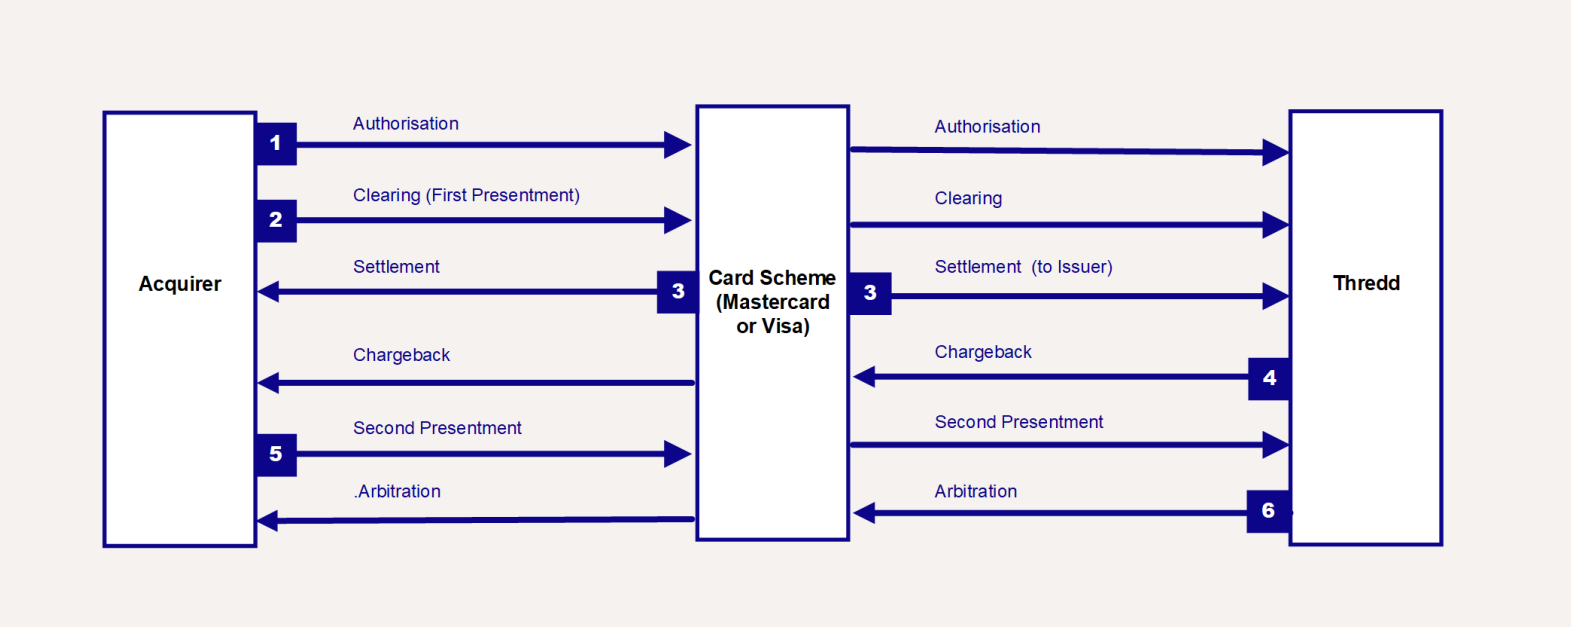 Authorisation
1
Authorisation
Clearing (First Presentment)
2
Clearing
Settlement
3
Settlement  (to Issuer)
3
Acquirer
Card Scheme
(Mastercard
or Visa)
Thredd
Chargeback
Chargeback
4
Second Presentment
5
Second Presentment
.Arbitration
Arbitration
6